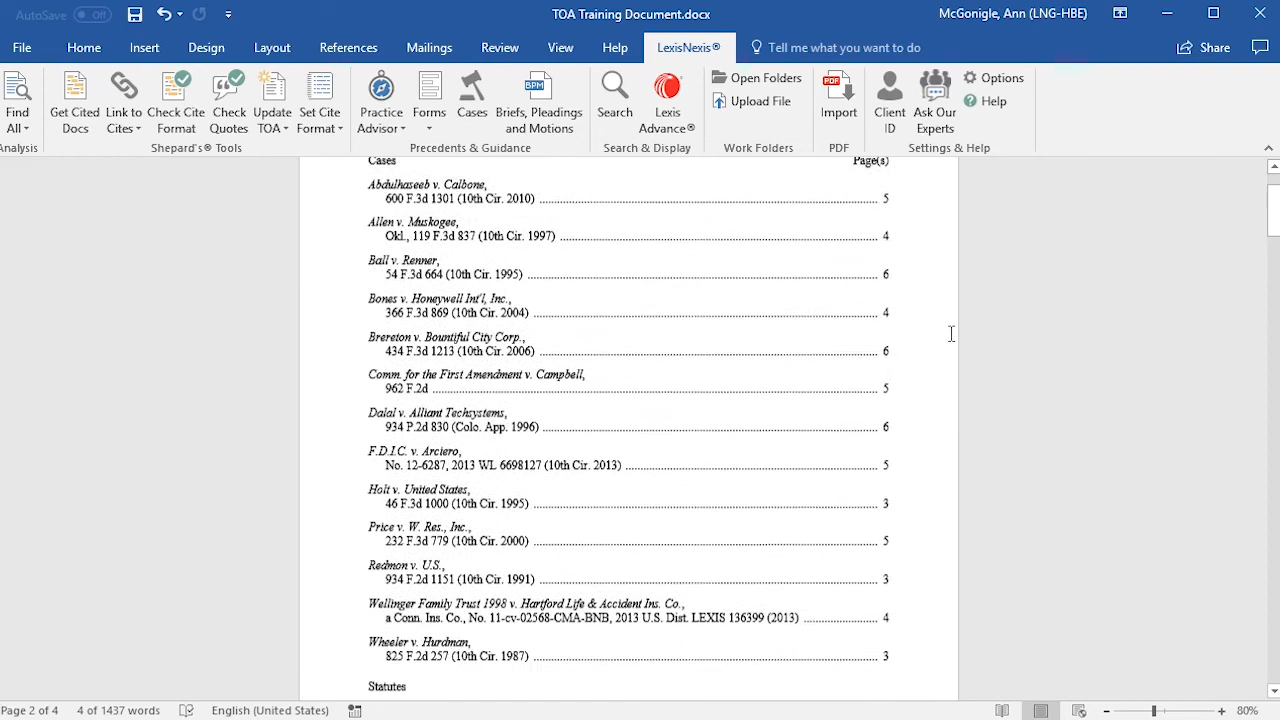 AutoSave Off TOA Training Document.docx McGonigle, Ann (LNG-HBE)
File Home Insert Design Layout References Mailings Review View Help LexisNexis® Tell me what you want to do Share
Find All Get Cited Docs Link to Cites Check Cite Format Check Quotes Update TOA Set Cite Format Practice Advisor Forms Cases Briefs, Pleadings and Motions BPM Search Lexis Advance® Open Folders Upload File PDF Import Client ID Ask Our Experts Options Help
Analysis Shepard's® Tools Precedents & Guidance Search & Display Work Folders PDF Settings & Help
Cases Page(s)
Abdulhaseeb v. Calbone,
600 F.3d 1301 (10th Cir. 2010) ........ 5
Allen v. Muskogee,
Okl., 119 F.3d 837 (10th Cir. 1997) ........ 4
Ball v. Renner,
54 F.3d 664 (10th Cir. 1995) ........ 6
Bones v. Honeywell Int'l, Inc.,
366 F.3d 869 (10th Cir. 2004) ........ 4
Brereton v. Bountiful City Corp.,
434 F.3d 1213 (10th Cir. 2006) ........ 6
Comm. for the First Amendment v. Campbell,
962 F.2d ........ 5
Dalal v. Alliant Techsystems,
934 P.2d 830 (Colo. App. 1996) ........ 6
F.D.I.C. v. Arciero,
No. 12-6287, 2013 WL 6698127 (10th Cir. 2013) ........ 5
Holt v. United States,
46 F.3d 1000 (10th Cir. 1995) ........ 3
Price v. W. Res., Inc.,
232 F.3d 779 (10th Cir. 2000) ........ 5
Redmon v. U.S.,
934 F.2d 1151 (10th Cir. 1991) ........ 3
Wellinger Family Trust 1998 v. Hartford Life & Accident Ins. Co.,
a Conn. Ins. Co., No. 11-cv-02568-CMA-BNB, 2013 U.S. Dist. LEXIS 136399 (2013) ........ 4
Wheeler v. Hurdman,
825 F.2d 257 (10th Cir. 1987) ........ 3
Statutes
Page 2 of 4 4 of 1437 words English (United States) 80%